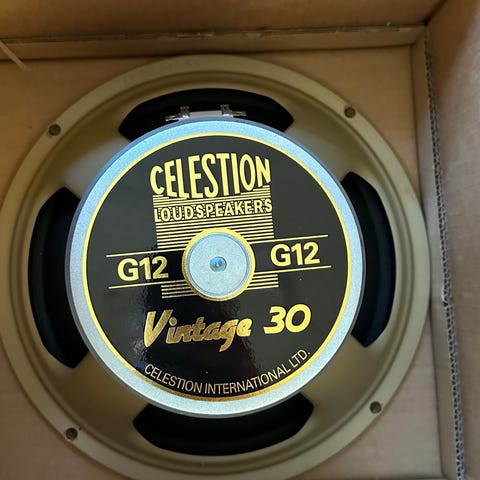 CELESTION
LOUDSPEAKERS
G12 G12
Vintage 30
CELESTION INTERNATIONAL LTD.